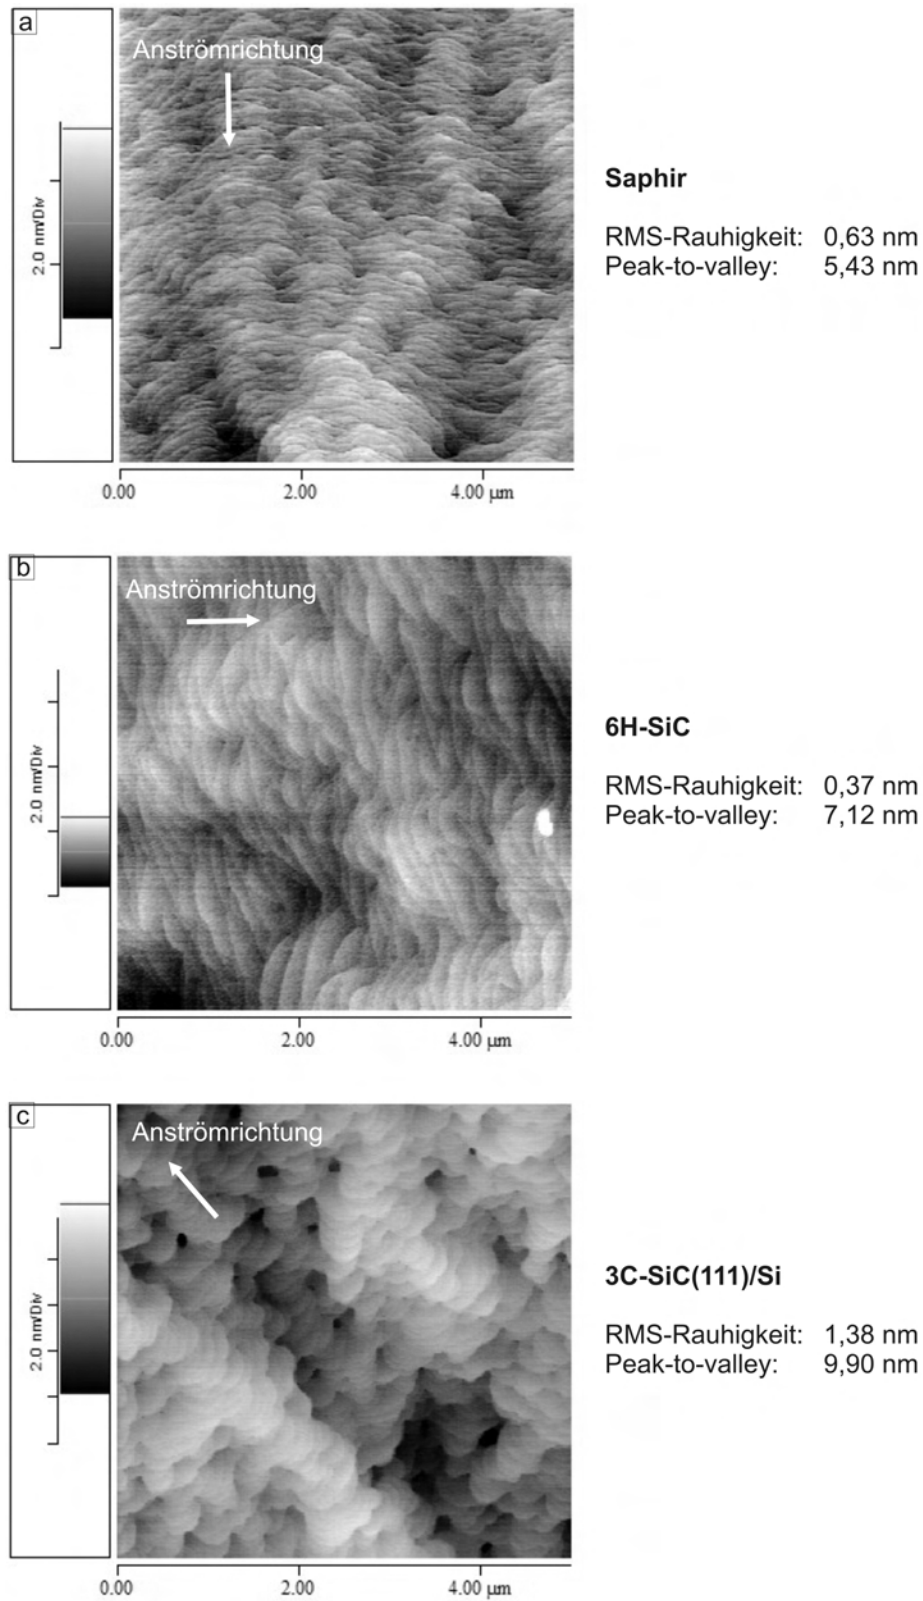 a
Anströmrichtung
2.0 nm/Div
0.00 2.00 4.00 µm
Saphir
RMS-Rauhigkeit: 0,63 nm
Peak-to-valley: 5,43 nm
b
Anströmrichtung
2.0 nm/Div
0.00 2.00 4.00 µm
6H-SiC
RMS-Rauhigkeit: 0,37 nm
Peak-to-valley: 7,12 nm
c
Anströmrichtung
2.0 nm/Div
0.00 2.00 4.00 µm
3C-SiC(111)/Si
RMS-Rauhigkeit: 1,38 nm
Peak-to-valley: 9,90 nm